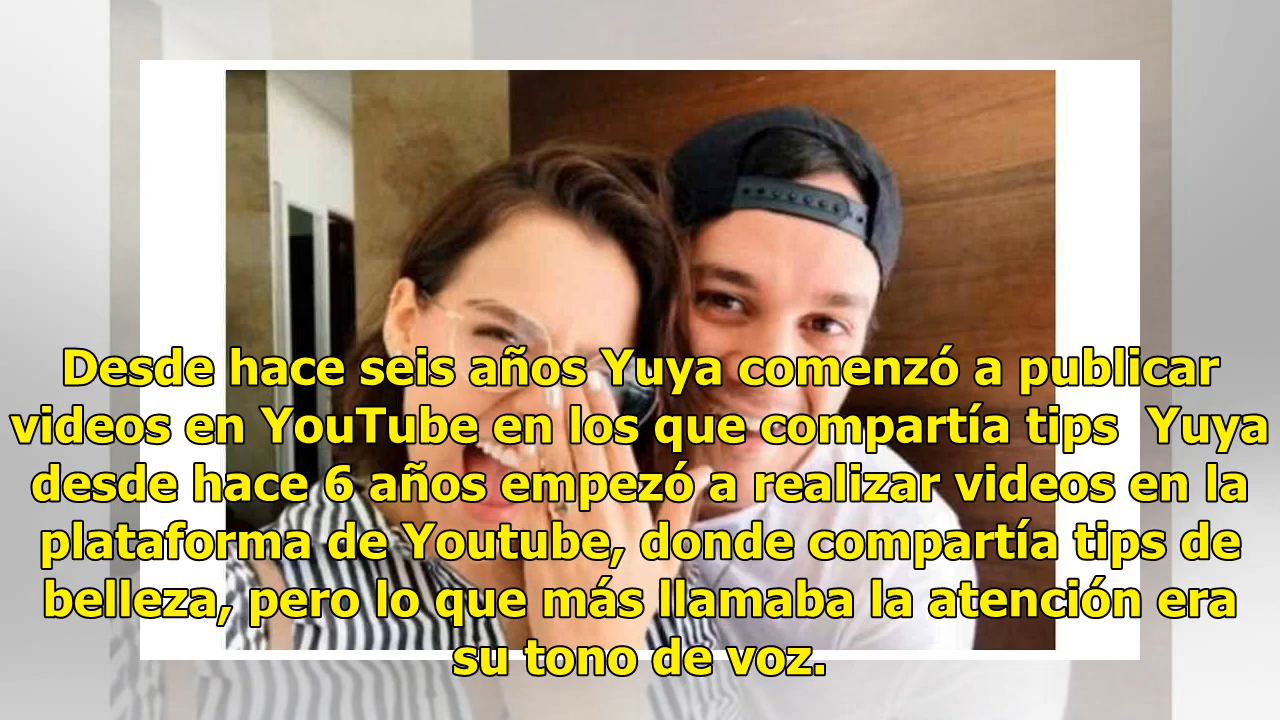 Desde hace seis años Yuya comenzó a publicar
videos en YouTube en los que compartía tips  Yuya
desde hace 6 años empezó a realizar videos en la
plataforma de Youtube, donde compartía tips de
belleza, pero lo que más llamaba la atención era
su tono de voz.